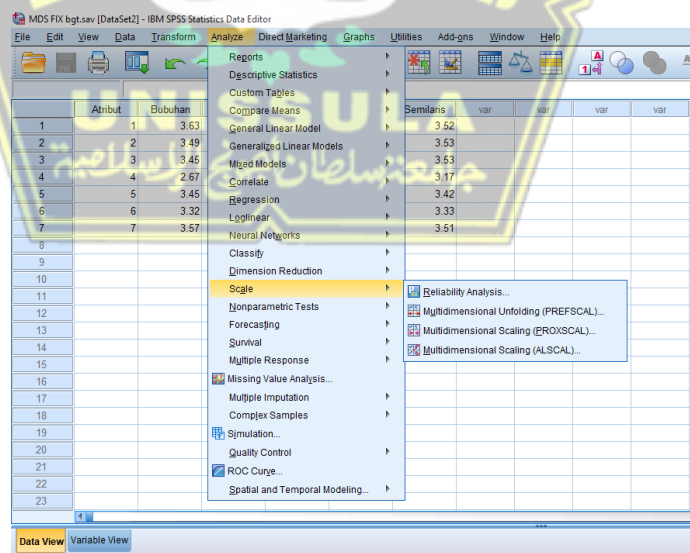 MDS FIX bgt.sav [DataSet2] - IBM SPSS Statistics Data Editor
File Edit View Data Transform Analyze Direct Marketing Graphs Utilities Add-ons Window Help
Atribut Bubuhan Semilaris var var var var
1 1 3.63 3.52
2 2 3.49 3.53
3 3 3.45 3.53
4 4 2.67 3.17
5 5 3.45 3.42
6 6 3.32 3.33
7 7 3.57 3.51
8
9
10
11
12
13
14
15
16
17
18
19
20
21
22
23
Reports
Descriptive Statistics
Custom Tables
Compare Means
General Linear Model
Generalized Linear Models
Mixed Models
Correlate
Regression
Loglinear
Neural Networks
Classify
Dimension Reduction
Scale
Nonparametric Tests
Forecasting
Survival
Multiple Response
Missing Value Analysis...
Multiple Imputation
Complex Samples
Simulation...
Quality Control
ROC Curve...
Spatial and Temporal Modeling...
Reliability Analysis...
Multidimensional Unfolding (PREFSCAL)...
Multidimensional Scaling (PROXSCAL)...
Multidimensional Scaling (ALSCAL)...
UNISSULA
Data View Variable View